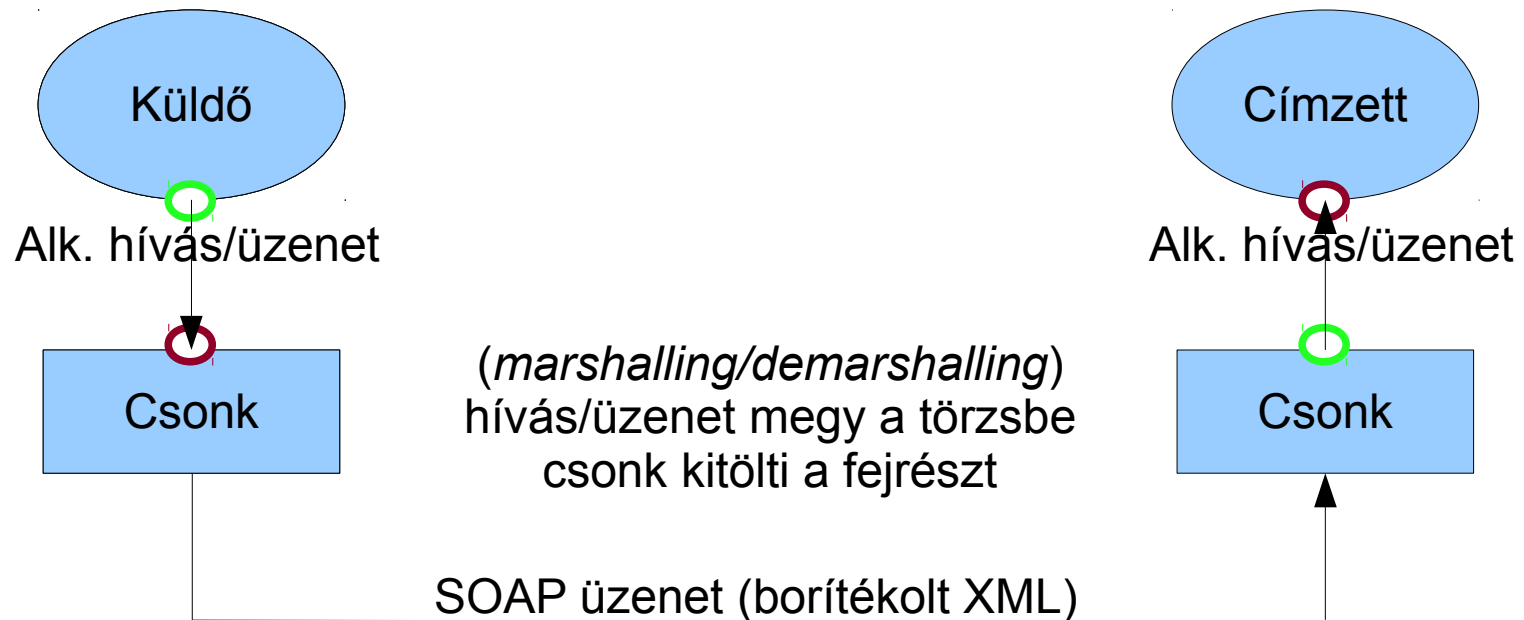 Küldő
Címzett
Alk. hívás/üzenet
Alk. hívás/üzenet
Csonk
(marshalling/demarshalling)
hívás/üzenet megy a törzsbe
csonk kitölti a fejrészt
Csonk
SOAP üzenet (borítékolt XML)